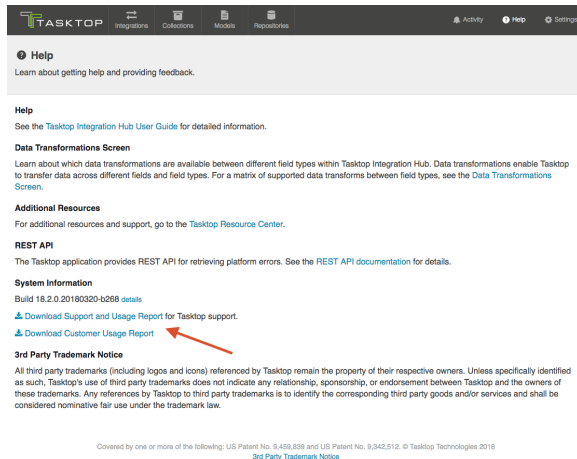 TASKTOP
Integrations Collections Models Repositories Activity Help Settings
Help
Learn about getting help and providing feedback.
Help
See the Tasktop Integration Hub User Guide for detailed information.
Data Transformations Screen
Learn about which data transformations are available between different field types within Tasktop Integration Hub. Data transformations enable Tasktop
to transfer data across different fields and field types. For a matrix of supported data transforms between field types, see the Data Transformations
Screen.
Additional Resources
For additional resources and support, go to the Tasktop Resource Center.
REST API
The Tasktop application provides REST API for retrieving platform errors. See the REST API documentation for details.
System Information
Build 18.2.0.20180320-b268 details
Download Support and Usage Report for Tasktop support.
Download Customer Usage Report
3rd Party Trademark Notice
All third party trademarks (including logos and icons) referenced by Tasktop remain the property of their respective owners. Unless specifically identified
as such, Tasktop's use of third party trademarks does not indicate any relationship, sponsorship, or endorsement between Tasktop and the owners of
these trademarks. Any references by Tasktop to third party trademarks is to identify the corresponding third party goods and/or services and shall be
considered nominative fair use under the trademark law.
Covered by one or more of the following: US Patent No. 9,459,839 and US Patent No. 9,342,512. © Tasktop Technologies 2018
3rd Party Trademark Notice